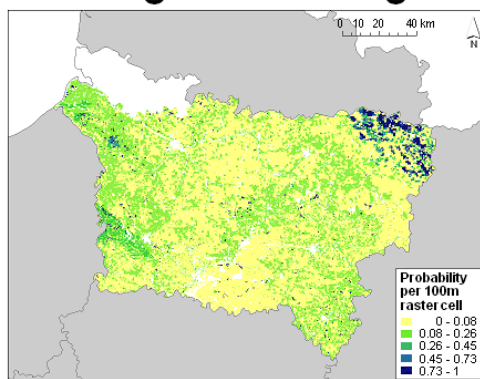 0 10 20 40 km
N
Probability
per 100m
raster cell
0 - 0.08
0.08 - 0.26
0.26 - 0.45
0.45 - 0.73
0.73 - 1